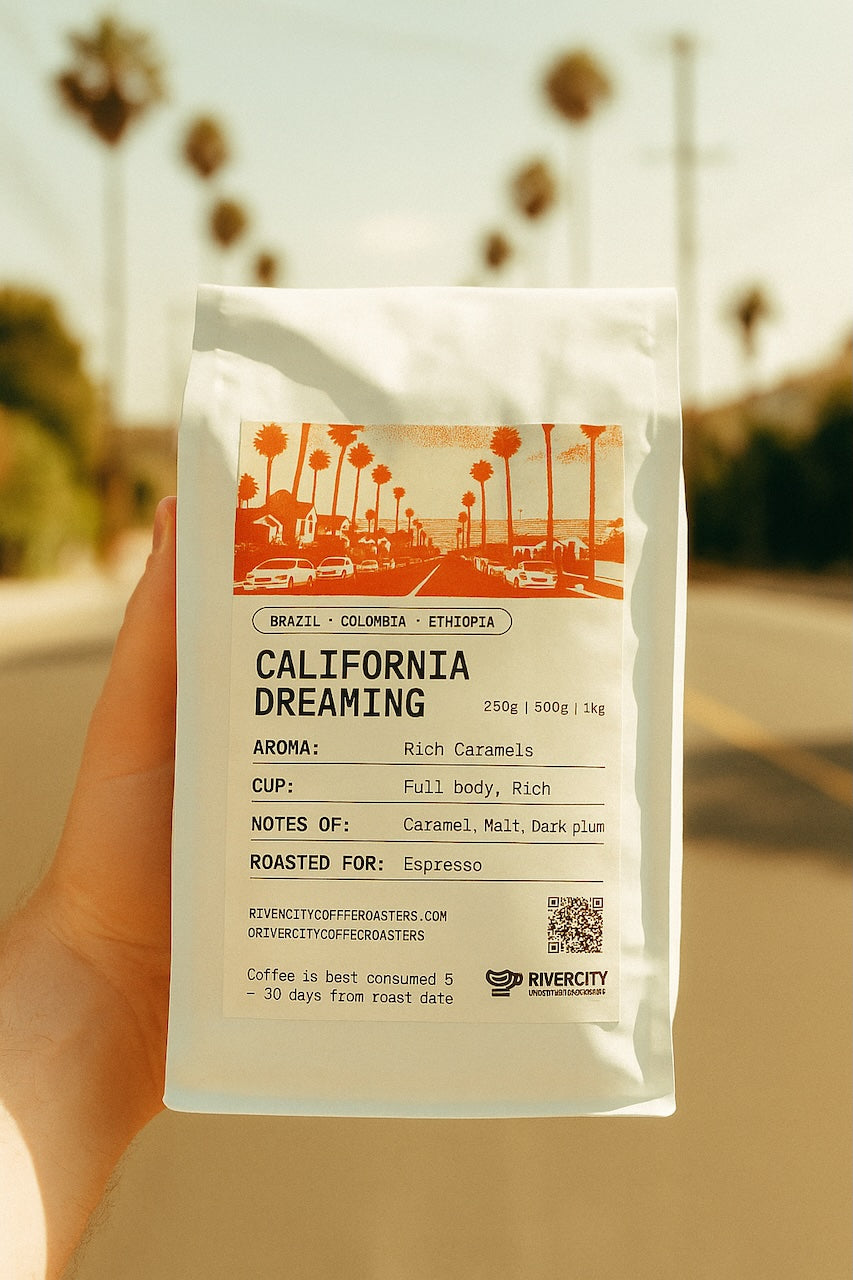 BRAZIL · COLOMBIA · ETHIOPIA
CALIFORNIA
DREAMING
250g | 500g | 1kg
AROMA: Rich Caramels
CUP: Full body, Rich
NOTES OF: Caramel, Malt, Dark plum
ROASTED FOR: Espresso
RIVENCITYCOFFFEROASTERS.COM
ORIVERCITYCOFFECROASTERS
Coffee is best consumed 5
– 30 days from roast date
RIVERCITY